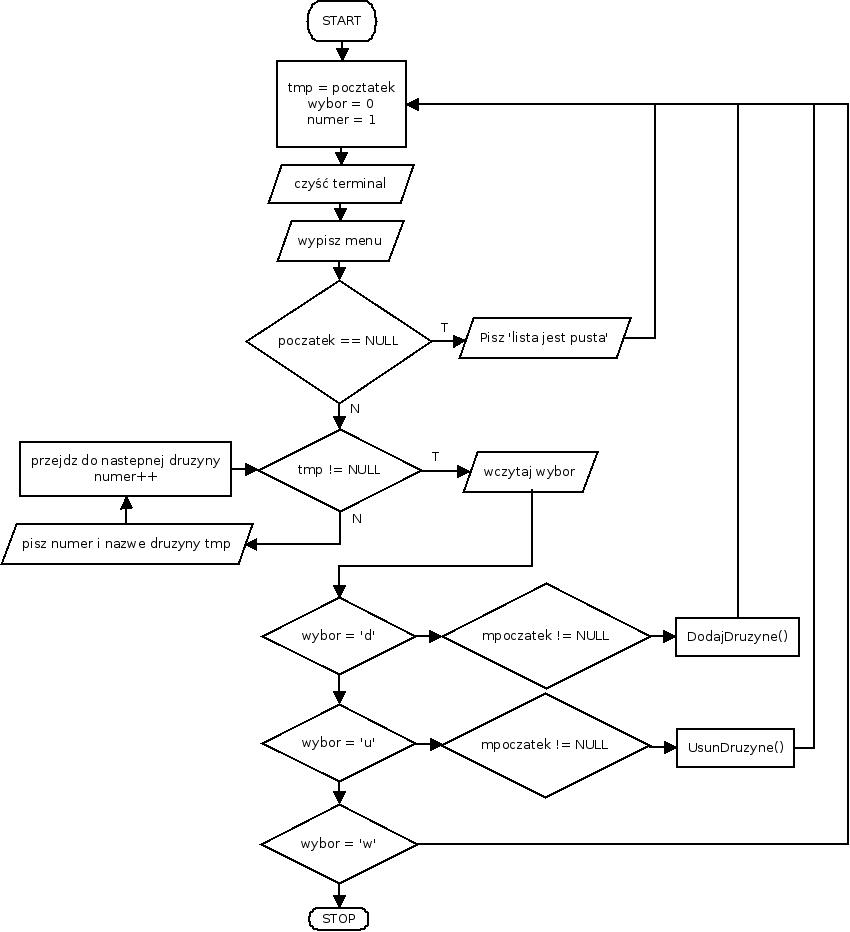 START
tmp = pocztatek
wybor = 0
numer = 1
czyść terminal
wypisz menu
poczatek == NULL
T
Pisz 'lista jest pusta'
N
przejdz do nastepnej druzyny
numer++
tmp != NULL
T
wczytaj wybor
N
pisz numer i nazwe druzyny tmp
wybor = 'd'
mpoczatek != NULL
DodajDruzyne()
wybor = 'u'
mpoczatek != NULL
UsunDruzyne()
wybor = 'w'
STOP